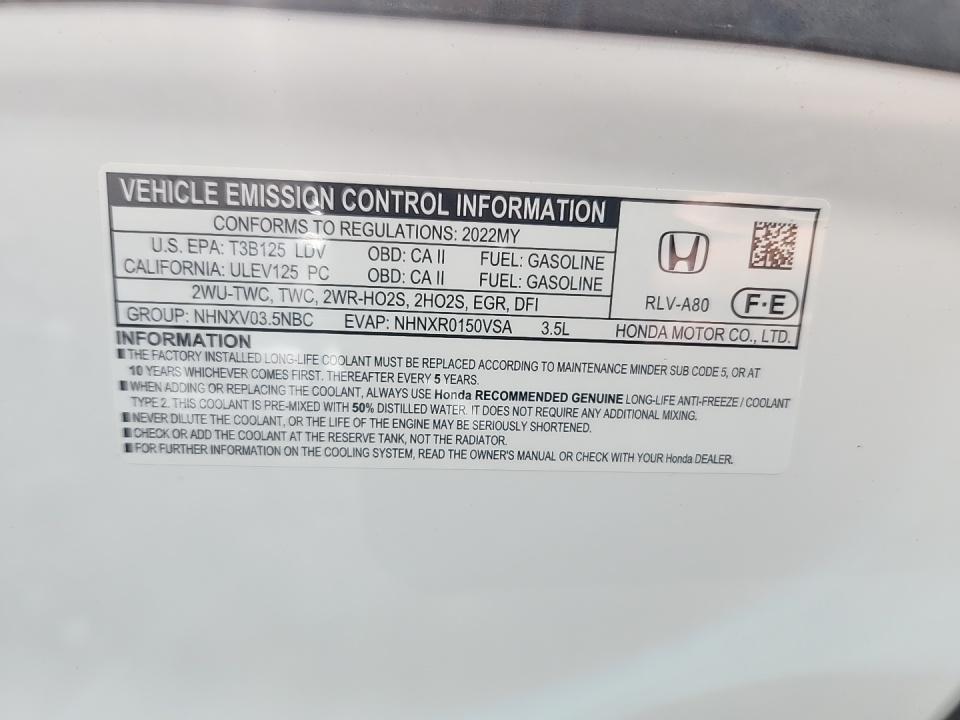 VEHICLE EMISSION CONTROL INFORMATION
CONFORMS TO REGULATIONS: 2022MY
U.S. EPA: T3B125 LDV OBD: CA II FUEL: GASOLINE
CALIFORNIA: ULEV125 PC OBD: CA II FUEL: GASOLINE
2WU-TWC, TWC, 2WR-HO2S, 2HO2S, EGR, DFI
GROUP: NHNXV03.5NBC EVAP: NHNXR0150VSA 3.5L
RLV-A80 F·E
HONDA MOTOR CO., LTD.
INFORMATION
THE FACTORY INSTALLED LONG-LIFE COOLANT MUST BE REPLACED ACCORDING TO MAINTENANCE MINDER SUB CODE 5, OR AT
10 YEARS WHICHEVER COMES FIRST. THEREAFTER EVERY 5 YEARS.
WHEN ADDING OR REPLACING THE COOLANT, ALWAYS USE Honda RECOMMENDED GENUINE LONG-LIFE ANTI-FREEZE / COOLANT
TYPE 2. THIS COOLANT IS PRE-MIXED WITH 50% DISTILLED WATER. IT DOES NOT REQUIRE ANY ADDITIONAL MIXING.
NEVER DILUTE THE COOLANT, OR THE LIFE OF THE ENGINE MAY BE SERIOUSLY SHORTENED.
CHECK OR ADD THE COOLANT AT THE RESERVE TANK, NOT THE RADIATOR.
FOR FURTHER INFORMATION ON THE COOLING SYSTEM, READ THE OWNER'S MANUAL OR CHECK WITH YOUR Honda DEALER.